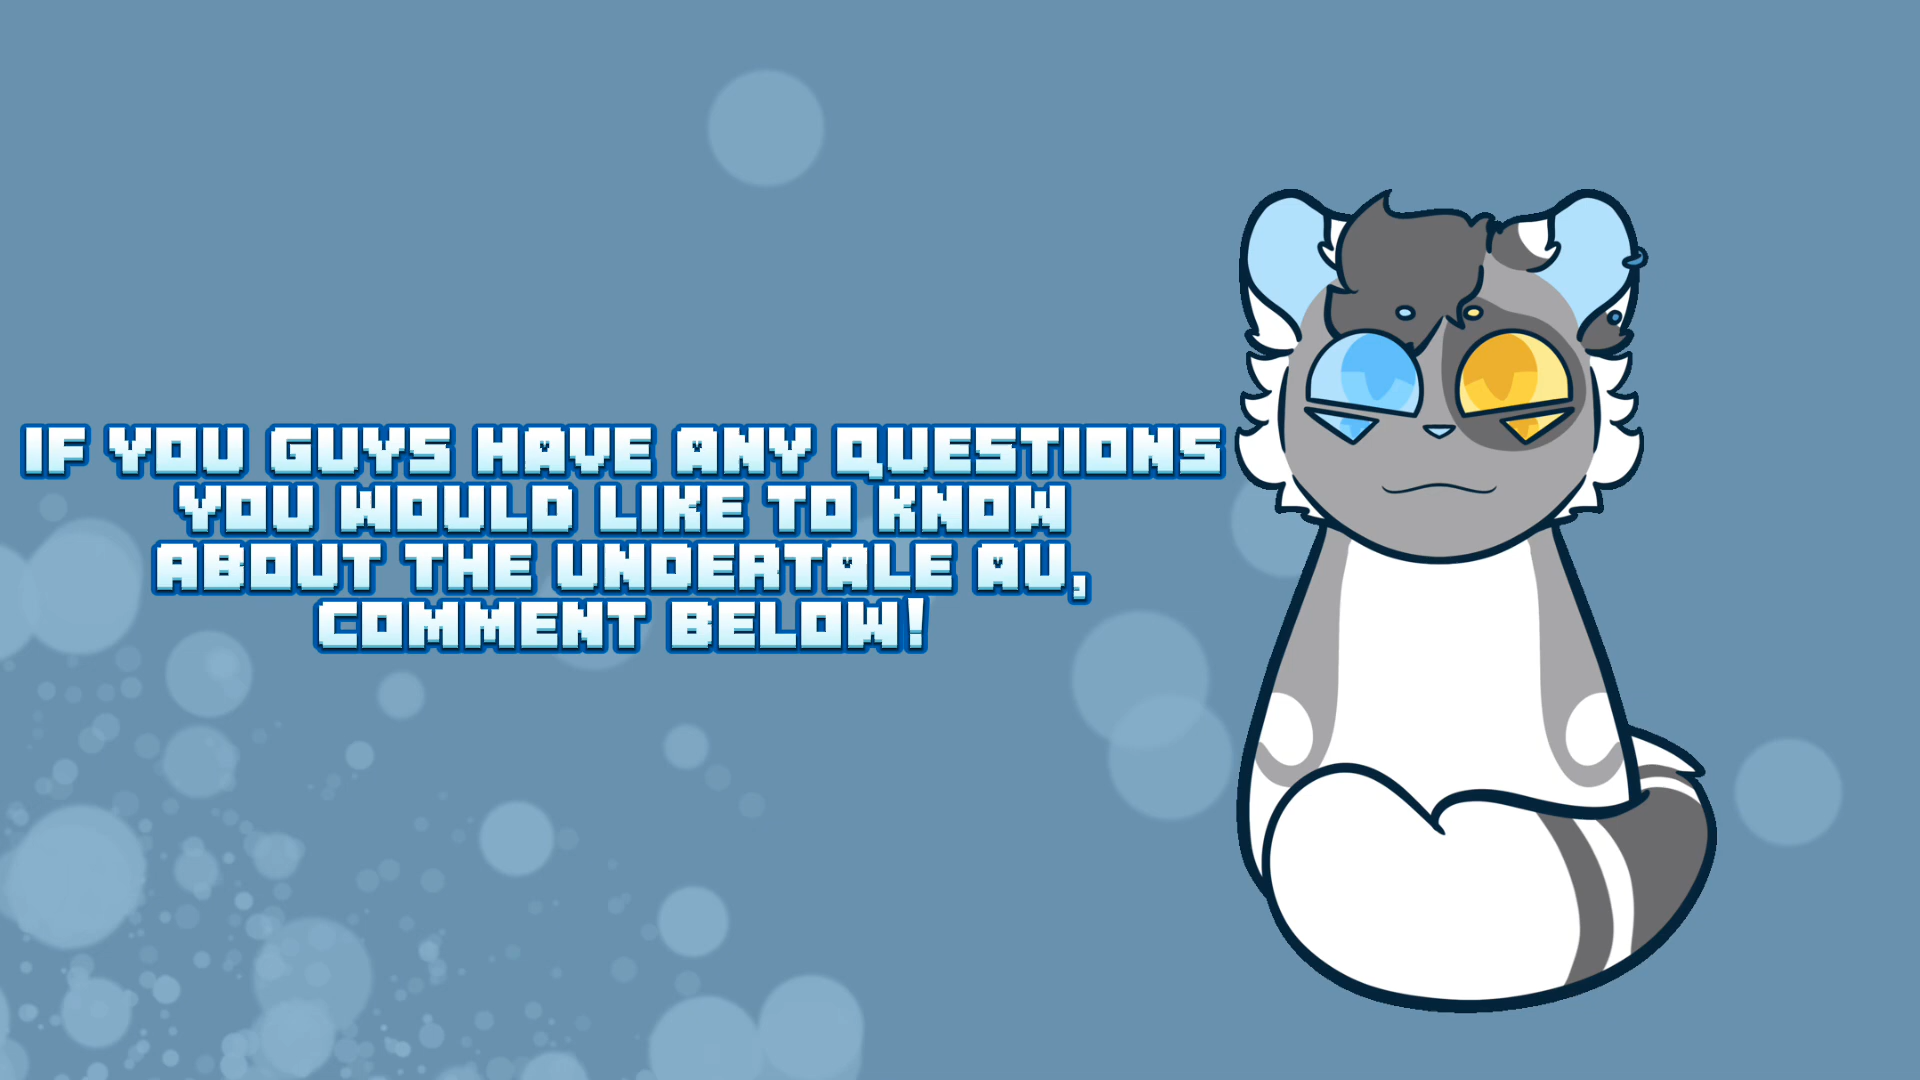 IF YOU GUYS HAVE ANY QUESTIONS
YOU WOULD LIKE TO KNOW
ABOUT THE UNDERTALE AU,
COMMENT BELOW!